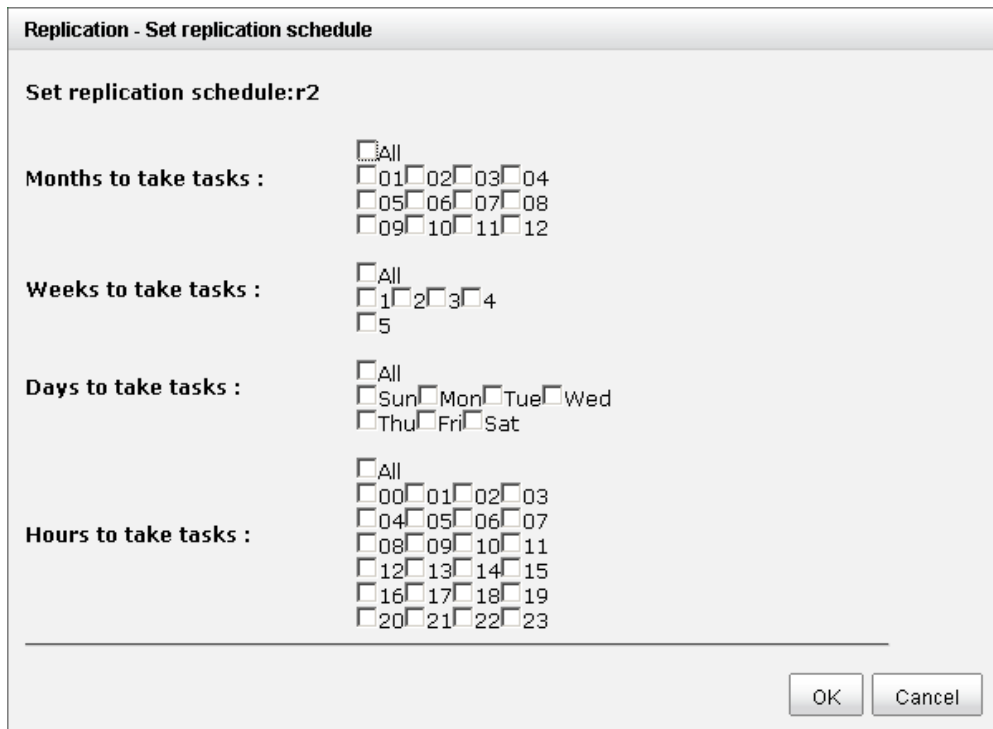 Replication - Set replication schedule
Set replication schedule:r2
Months to take tasks :
All
01 02 03 04
05 06 07 08
09 10 11 12
Weeks to take tasks :
All
1 2 3 4
5
Days to take tasks :
All
Sun Mon Tue Wed
Thu Fri Sat
Hours to take tasks :
All
00 01 02 03
04 05 06 07
08 09 10 11
12 13 14 15
16 17 18 19
20 21 22 23
OK Cancel